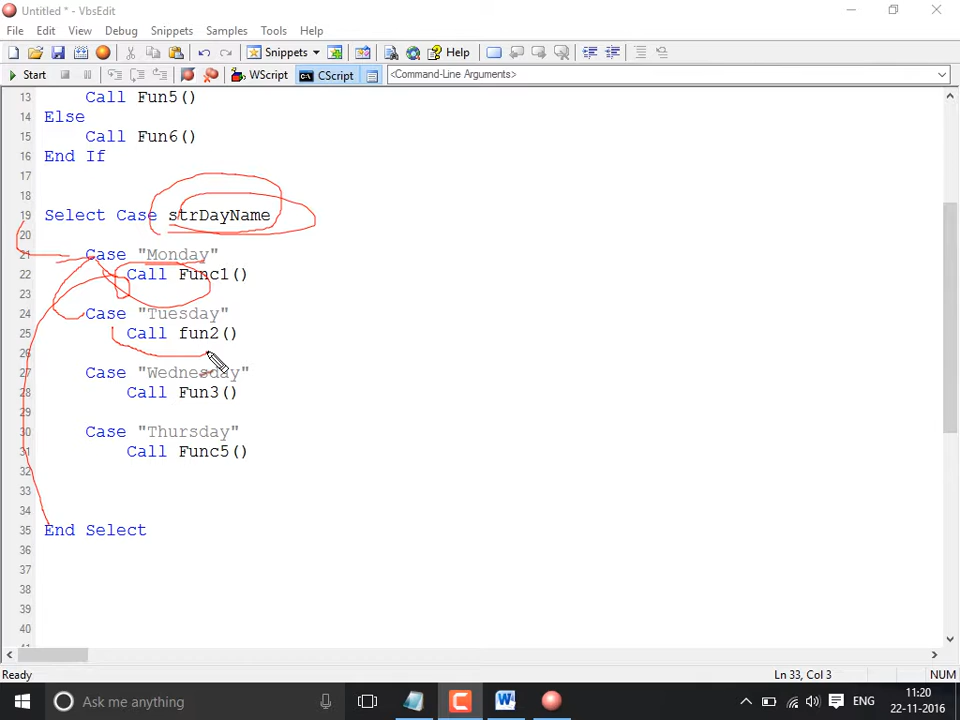 Untitled * - VbsEdit
File Edit View Debug Snippets Samples Tools Help
Snippets Help
Start WScript CScript <Command-Line Arguments>
13 Call Fun5()
14 Else
15 Call Fun6()
16 End If
17
18
19 Select Case strDayName
20
21 Case "Monday"
22 Call Func1()
23
24 Case "Tuesday"
25 Call fun2()
26
27 Case "Wednesday"
28 Call Fun3()
29
30 Case "Thursday"
31 Call Func5()
32
33
34
35 End Select
36
37
38
39
40
Ready Ln 33, Col 3 NUM
Ask me anything ENG 11:20
22-11-2016